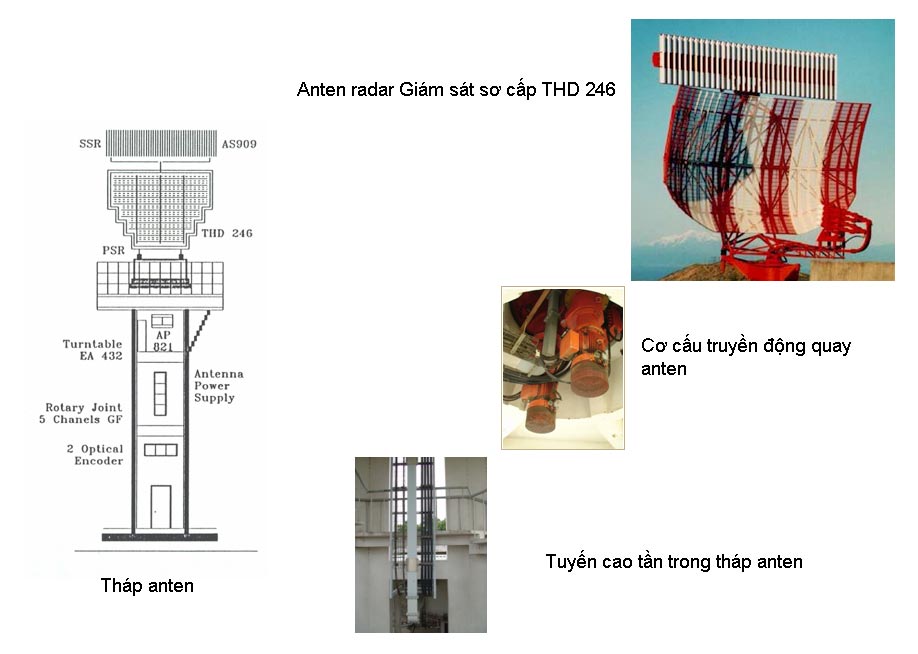 Anten radar Giám sát sơ cấp THD 246
SSR
AS909
THD 246
PSR
AP
821
Turntable
EA 432
Antenna
Power
Supply
Rotary Joint
5 Chanels GF
2 Optical
Encoder
Tháp anten
Cơ cấu truyền động quay
anten
Tuyến cao tần trong tháp anten